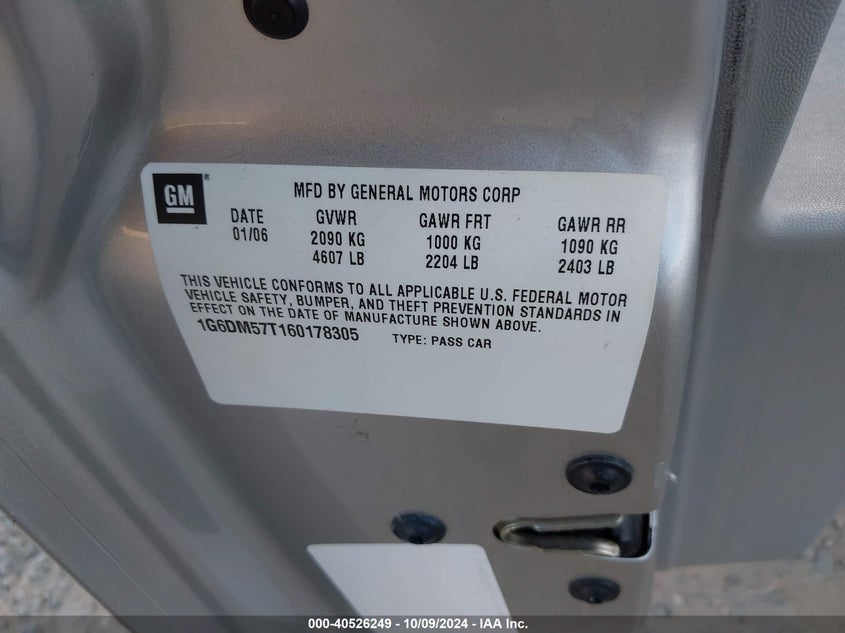 GM ®
MFD BY GENERAL MOTORS CORP
DATE GVWR GAWR FRT GAWR RR
01/06 2090 KG 1000 KG 1090 KG
4607 LB 2204 LB 2403 LB
THIS VEHICLE CONFORMS TO ALL APPLICABLE U.S. FEDERAL MOTOR
VEHICLE SAFETY, BUMPER, AND THEFT PREVENTION STANDARDS IN
EFFECT ON THE DATE OF MANUFACTURE SHOWN ABOVE.
1G6DM57T160178305 TYPE: PASS CAR
000-40526249 - 10/09/2024 - IAA Inc.